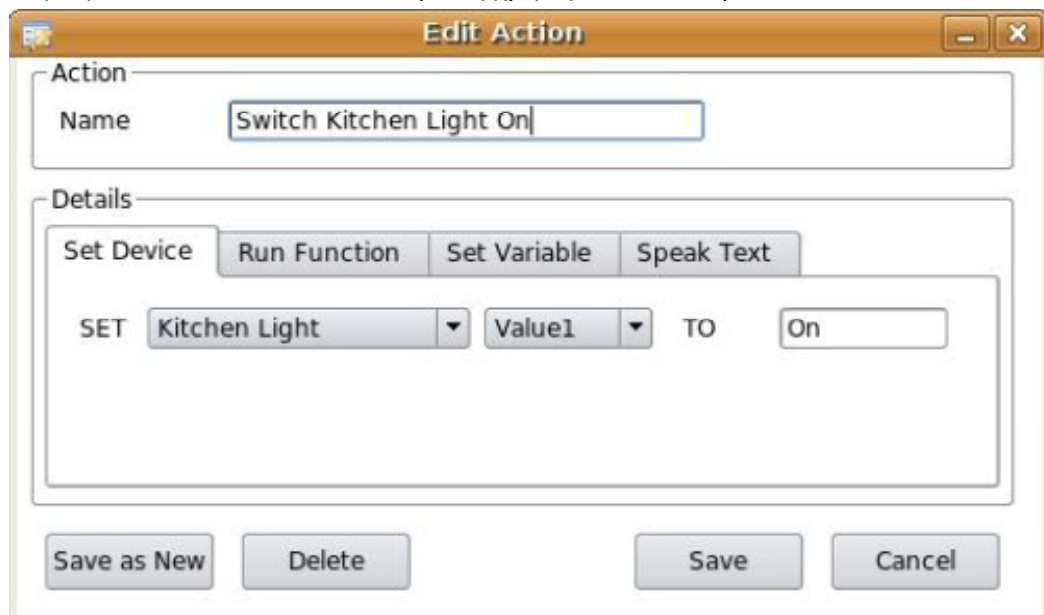 Edit Action
Action
Name Switch Kitchen Light On
Details
Set Device Run Function Set Variable Speak Text
SET Kitchen Light Value1 TO On
Save as New Delete Save Cancel